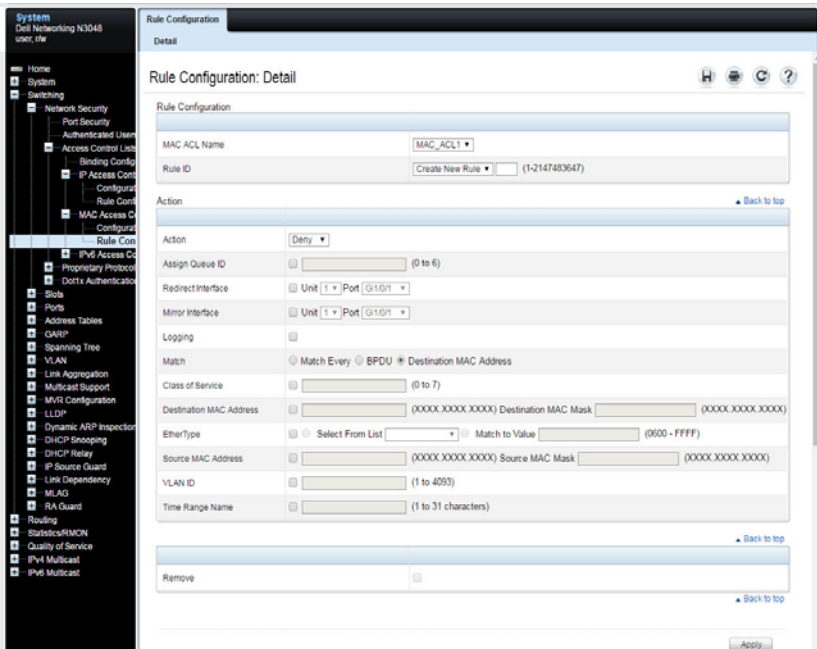 System
Dell Networking N3048
user, r/w
Home
System
Switching
Network Security
Port Security
Authenticated User
Access Control Lists
Binding Config
IP Access Cont
Configurat
Rule Conf
MAC Access C
Configurat
Rule Con
IPv6 Access Co
Proprietary Protocol
Dot1x Authentication
Slots
Ports
Address Tables
GARP
Spanning Tree
VLAN
Link Aggregation
Multicast Support
MVR Configuration
LLDP
Dynamic ARP Inspection
DHCP Snooping
DHCP Relay
IP Source Guard
Link Dependency
MLAG
RA Guard
Routing
Statistics/RMON
Quality of Service
IPv4 Multicast
IPv6 Multicast
Rule Configuration
Detail
Rule Configuration: Detail
Rule Configuration
MAC ACL Name MAC_ACL1
Rule ID Create New Rule (1-2147483647)
Action Back to top
Action Deny
Assign Queue ID (0 to 6)
Redirect Interface Unit 1 Port Gi1/0/1
Mirror Interface Unit 1 Port Gi1/0/1
Logging
Match Match Every BPDU Destination MAC Address
Class of Service (0 to 7)
Destination MAC Address (XXXX.XXXX.XXXX) Destination MAC Mask (XXXX.XXXX.XXXX)
EtherType Select From List Match to Value (0600 - FFFF)
Source MAC Address (XXXX.XXXX.XXXX) Source MAC Mask (XXXX.XXXX.XXXX)
VLAN ID (1 to 4093)
Time Range Name (1 to 31 characters)
Back to top
Remove
Back to top
Apply